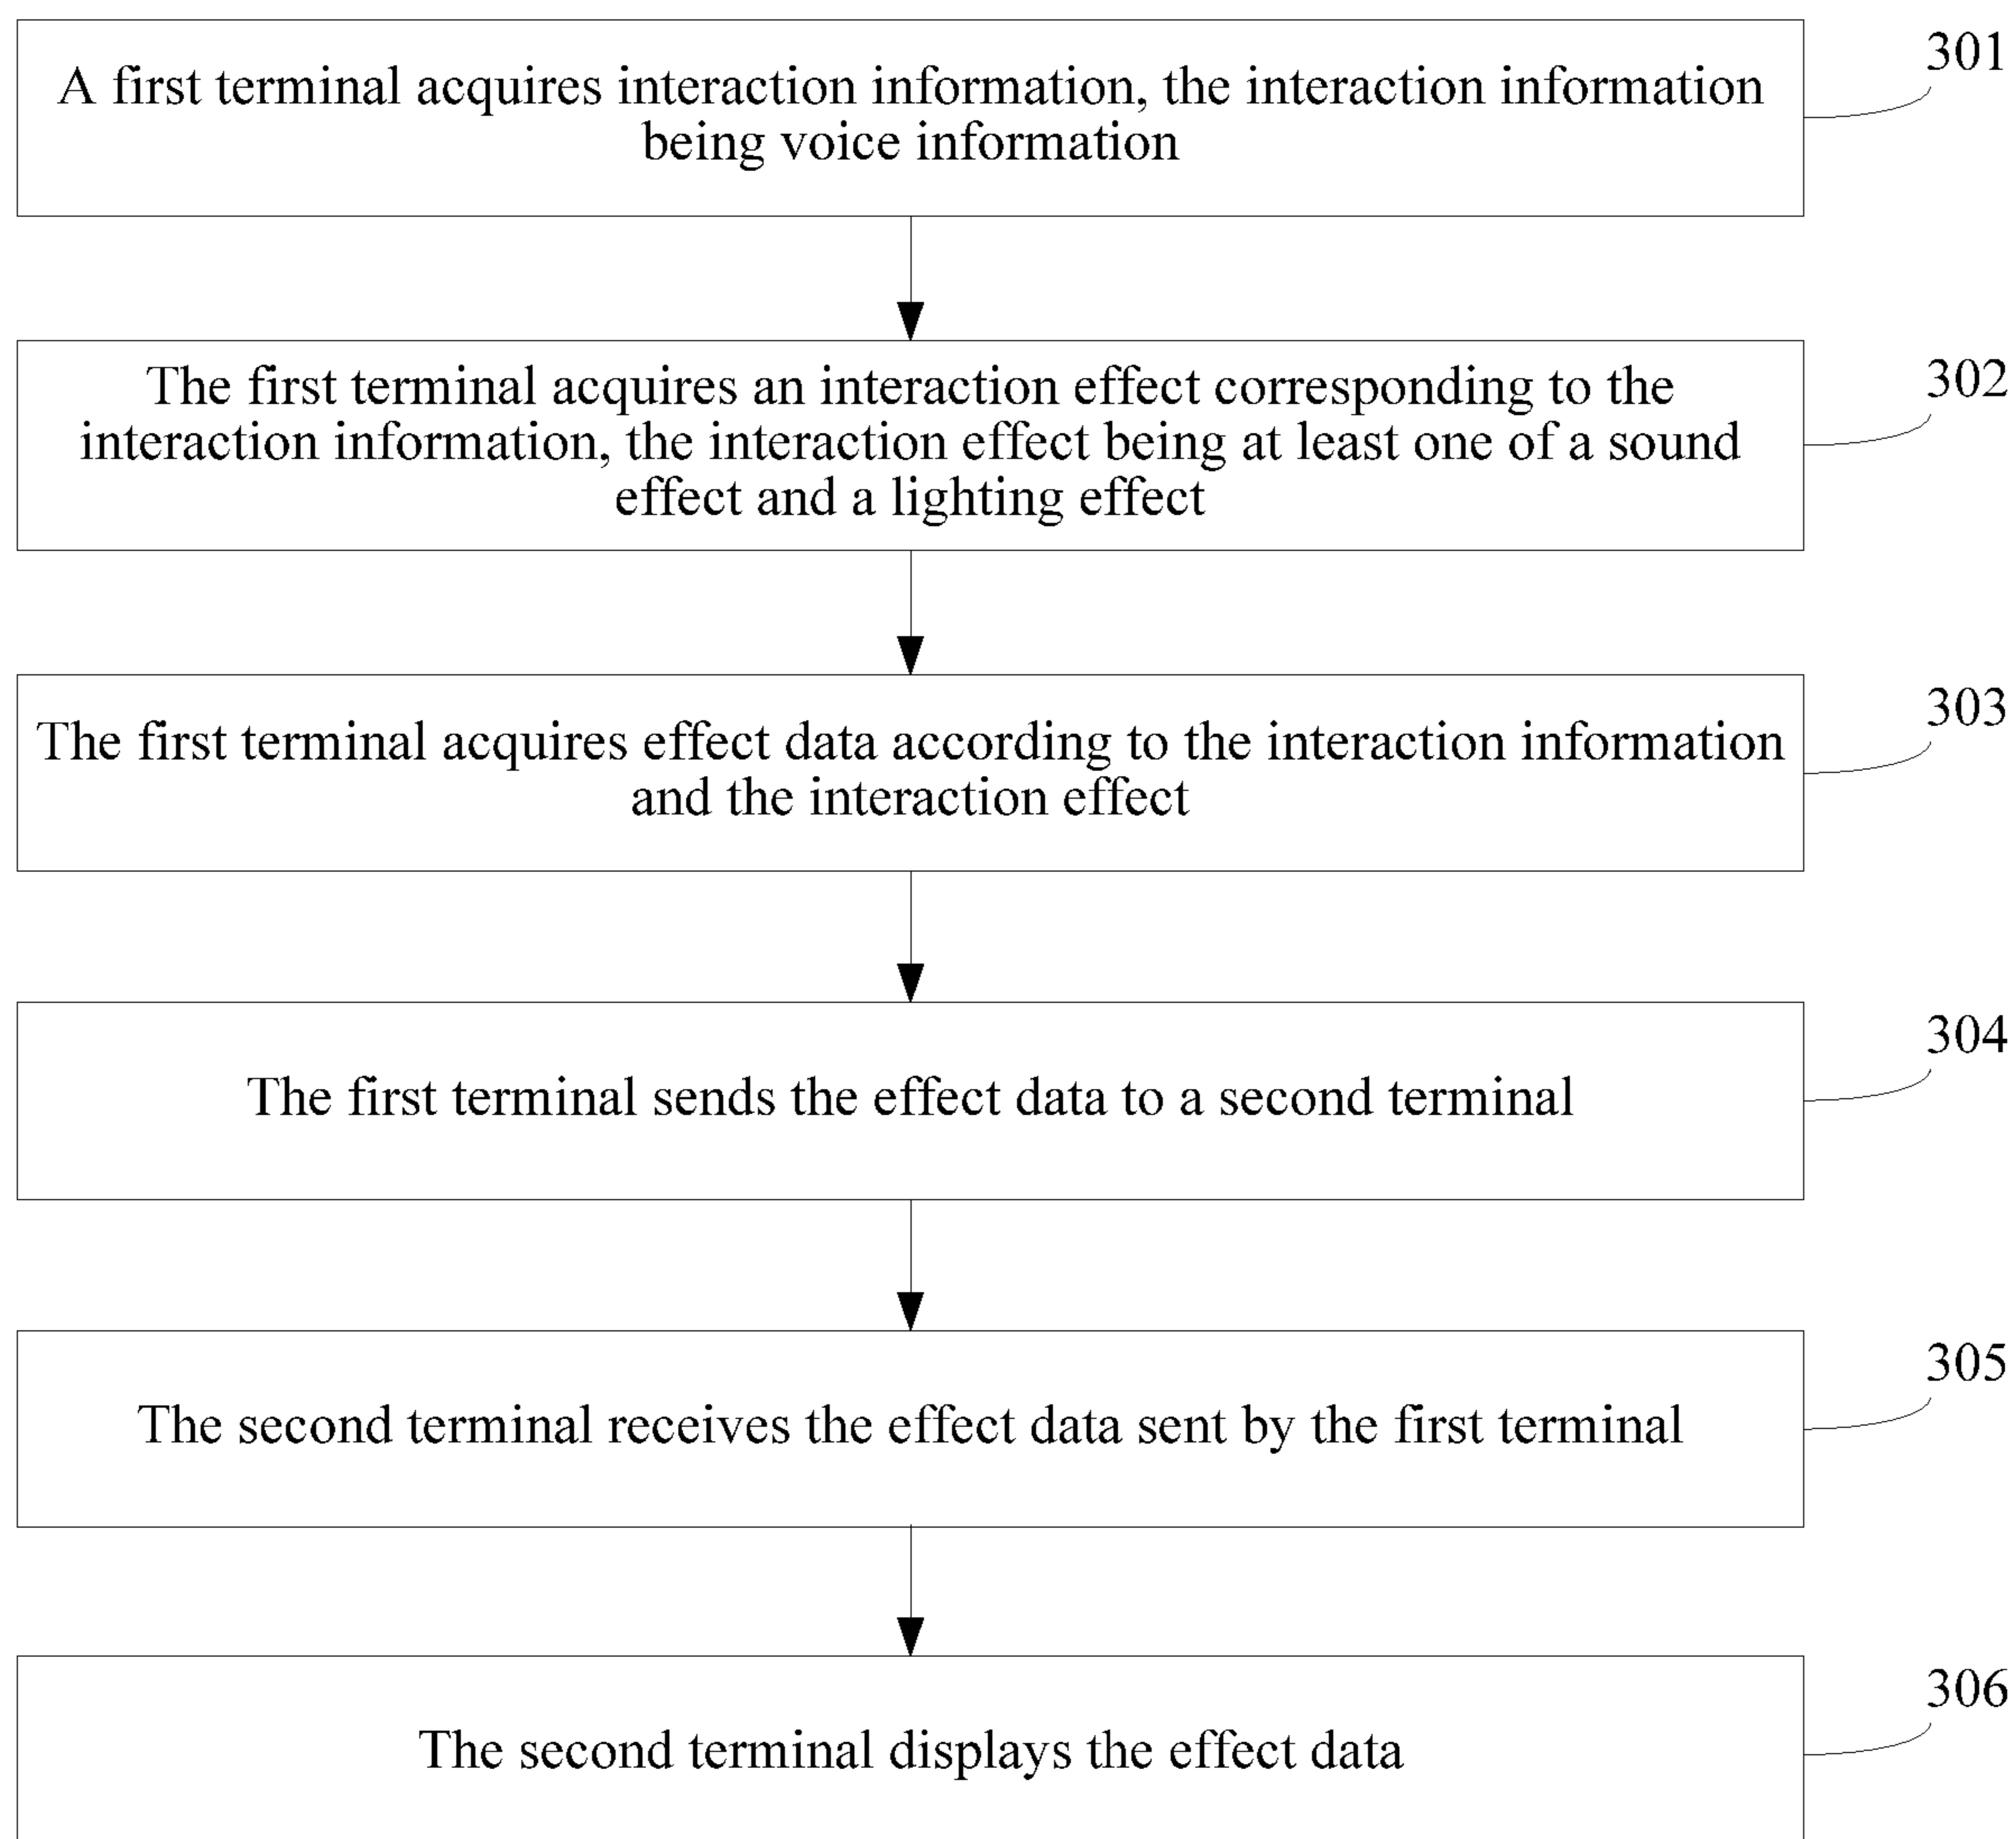 A first terminal acquires interaction information, the interaction information
being voice information
301
The first terminal acquires an interaction effect corresponding to the
interaction information, the interaction effect being at least one of a sound
effect and a lighting effect
302
The first terminal acquires effect data according to the interaction information
and the interaction effect
303
The first terminal sends the effect data to a second terminal
304
The second terminal receives the effect data sent by the first terminal
305
The second terminal displays the effect data
306